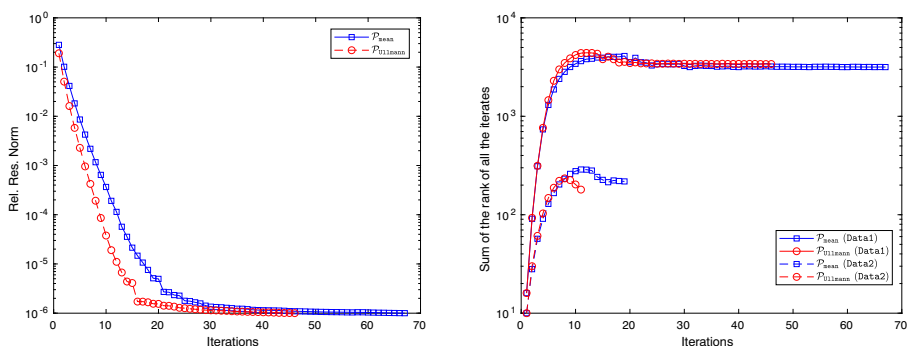 10^0
10^-1
10^-2
10^-3
10^-4
10^-5
10^-6
0 10 20 30 40 50 60 70
Iterations
Rel. Res. Norm
P_mean
P_Ullmann
10^4
10^3
10^2
10^1
0 10 20 30 40 50 60 70
Iterations
Sum of the rank of all the iterates
P_mean (Data1)
P_Ullmann (Data1)
P_mean (Data2)
P_Ullmann (Data2)